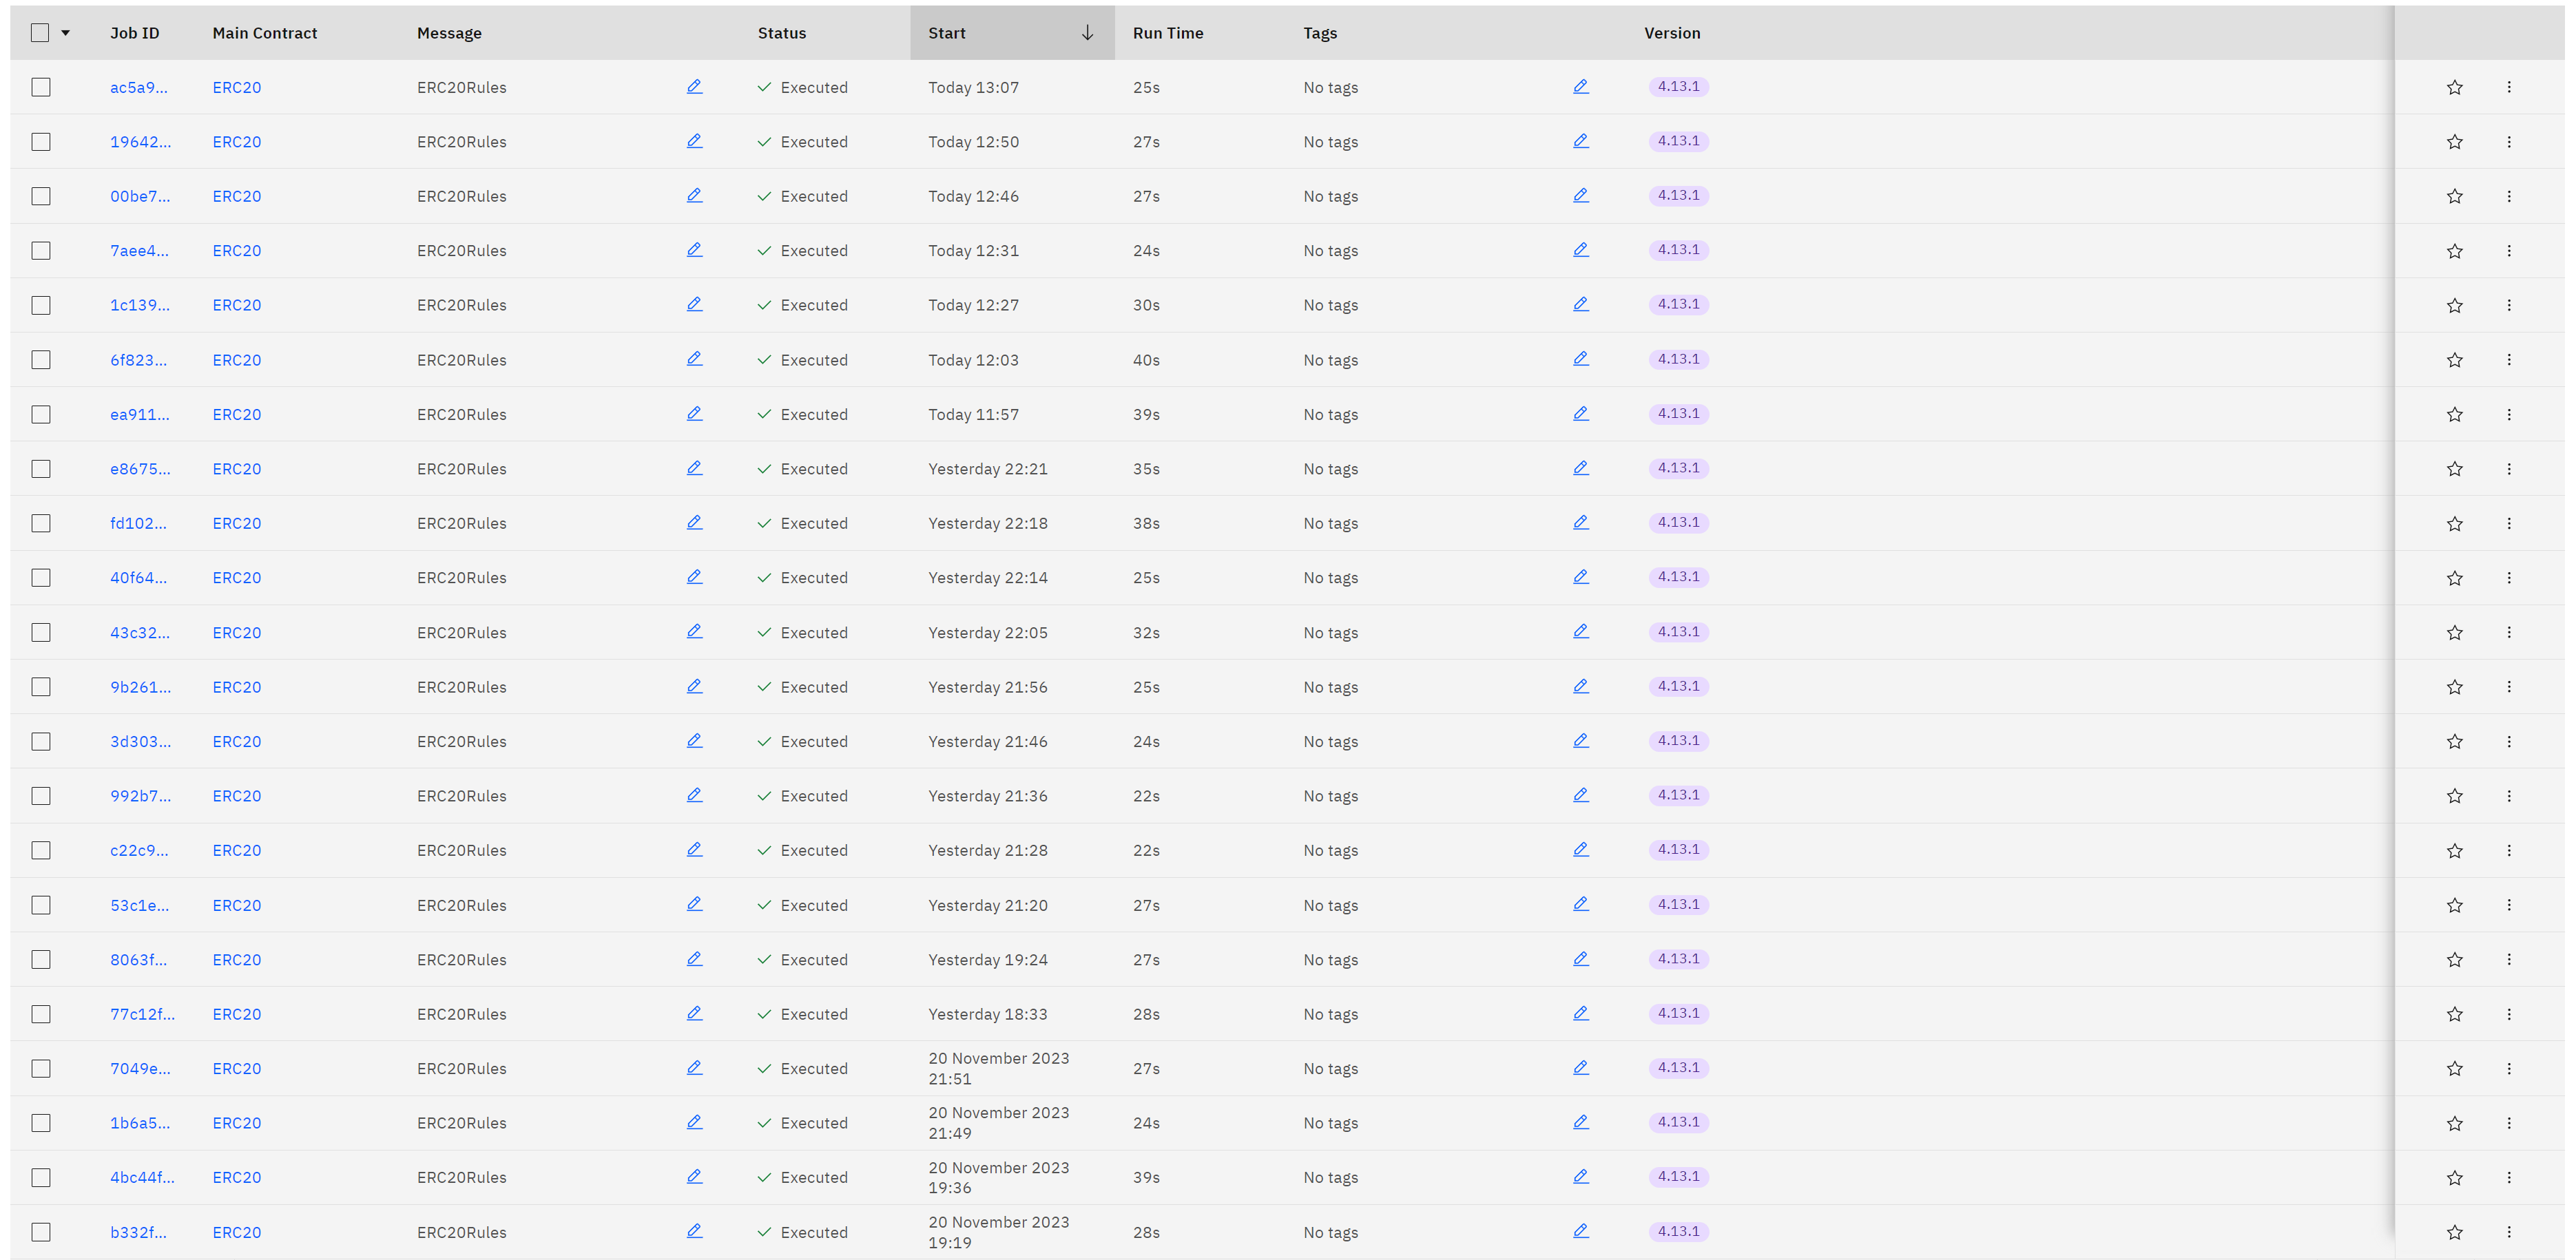 Job ID Main Contract Message Status Start Run Time Tags Version
ac5a9... ERC20 ERC20Rules Executed Today 13:07 25s No tags 4.13.1
19642... ERC20 ERC20Rules Executed Today 12:50 27s No tags 4.13.1
00be7... ERC20 ERC20Rules Executed Today 12:46 27s No tags 4.13.1
7aee4... ERC20 ERC20Rules Executed Today 12:31 24s No tags 4.13.1
1c139... ERC20 ERC20Rules Executed Today 12:27 30s No tags 4.13.1
6f823... ERC20 ERC20Rules Executed Today 12:03 40s No tags 4.13.1
ea911... ERC20 ERC20Rules Executed Today 11:57 39s No tags 4.13.1
e8675... ERC20 ERC20Rules Executed Yesterday 22:21 35s No tags 4.13.1
fd102... ERC20 ERC20Rules Executed Yesterday 22:18 38s No tags 4.13.1
40f64... ERC20 ERC20Rules Executed Yesterday 22:14 25s No tags 4.13.1
43c32... ERC20 ERC20Rules Executed Yesterday 22:05 32s No tags 4.13.1
9b261... ERC20 ERC20Rules Executed Yesterday 21:56 25s No tags 4.13.1
3d303... ERC20 ERC20Rules Executed Yesterday 21:46 24s No tags 4.13.1
992b7... ERC20 ERC20Rules Executed Yesterday 21:36 22s No tags 4.13.1
c22c9... ERC20 ERC20Rules Executed Yesterday 21:28 22s No tags 4.13.1
53c1e... ERC20 ERC20Rules Executed Yesterday 21:20 27s No tags 4.13.1
8063f... ERC20 ERC20Rules Executed Yesterday 19:24 27s No tags 4.13.1
77c12f... ERC20 ERC20Rules Executed Yesterday 18:33 28s No tags 4.13.1
7049e... ERC20 ERC20Rules Executed 20 November 2023 21:51 27s No tags 4.13.1
1b6a5... ERC20 ERC20Rules Executed 20 November 2023 21:49 24s No tags 4.13.1
4bc44f... ERC20 ERC20Rules Executed 20 November 2023 19:36 39s No tags 4.13.1
b332f... ERC20 ERC20Rules Executed 20 November 2023 19:19 28s No tags 4.13.1